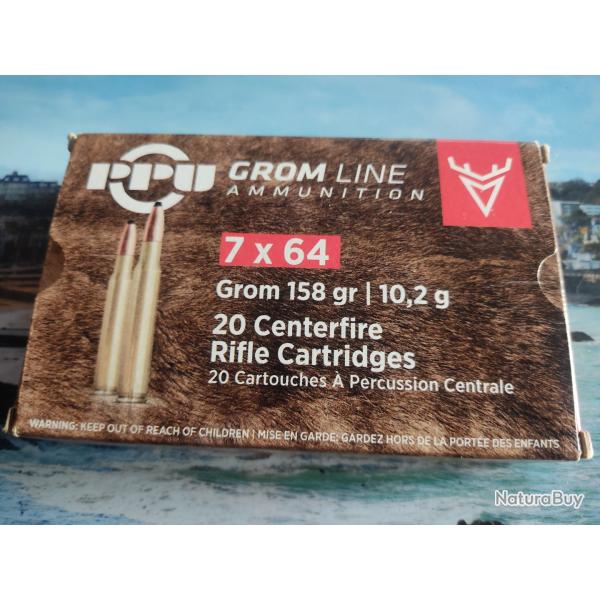 PPU GROM LINE
AMMUNITION
7 x 64
Grom 158 gr | 10,2 g
20 Centerfire
Rifle Cartridges
20 Cartouches À Percussion Centrale
WARNING: KEEP OUT OF REACH OF CHILDREN | MISE EN GARDE: GARDEZ HORS DE LA PORTÉE DES ENFANTS
NaturaBuy